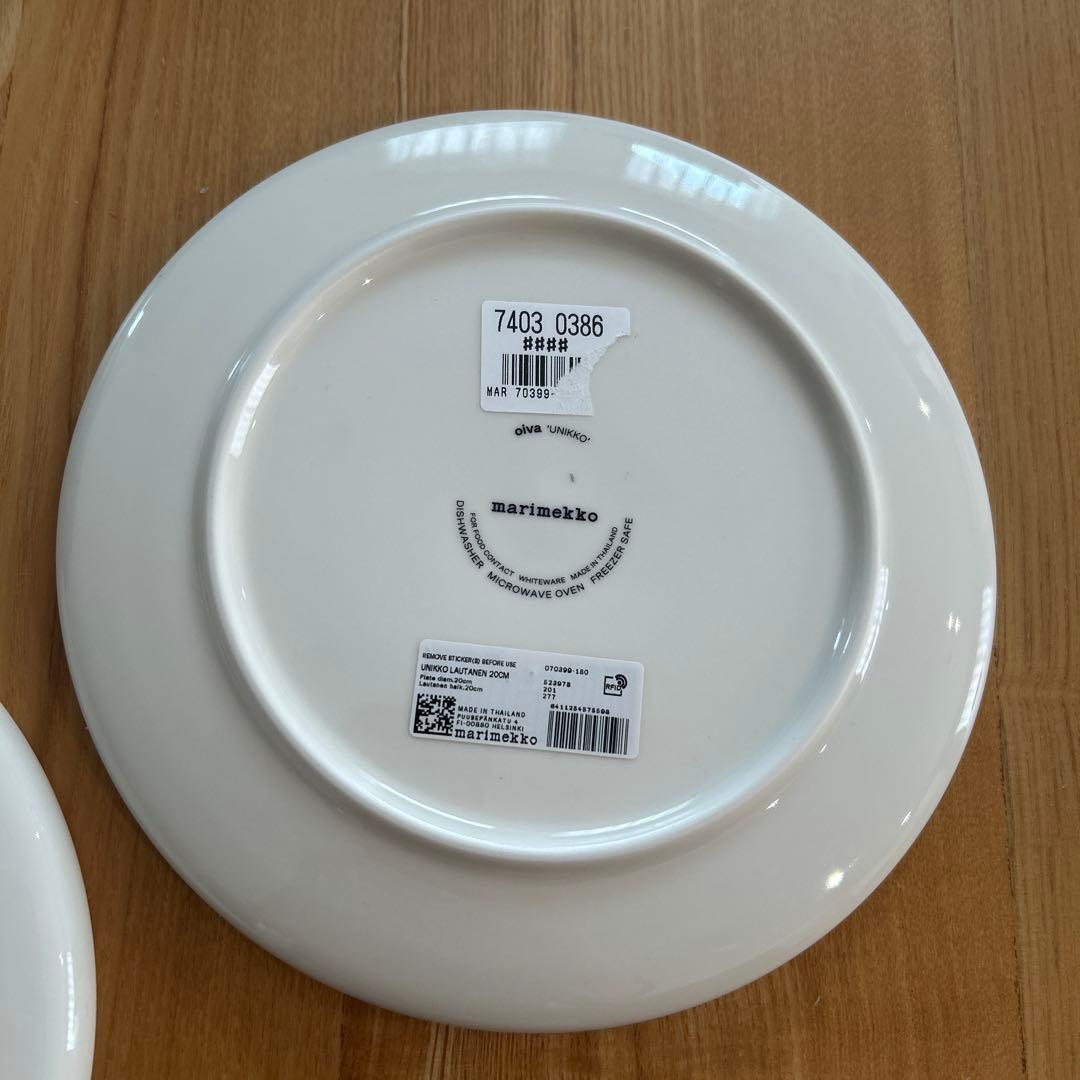 7403 0386
####
MAR 70399-
oiva 'UNIKKO'
marimekko
FOR FOOD CONTACT WHITEWARE MADE IN THAILAND
DISHWASHER MICROWAVE OVEN FREEZER SAFE
REMOVE STICKER(S) BEFORE USE
UNIKKO LAUTANEN 20CM
Plate diam.20cm
Lautanen halk.20cm
MADE IN THAILAND
PUUSEPÄNKATU 4
FI-00880 HELSINKI
marimekko
070399-180
523978
201
277
RFID
6411254575598